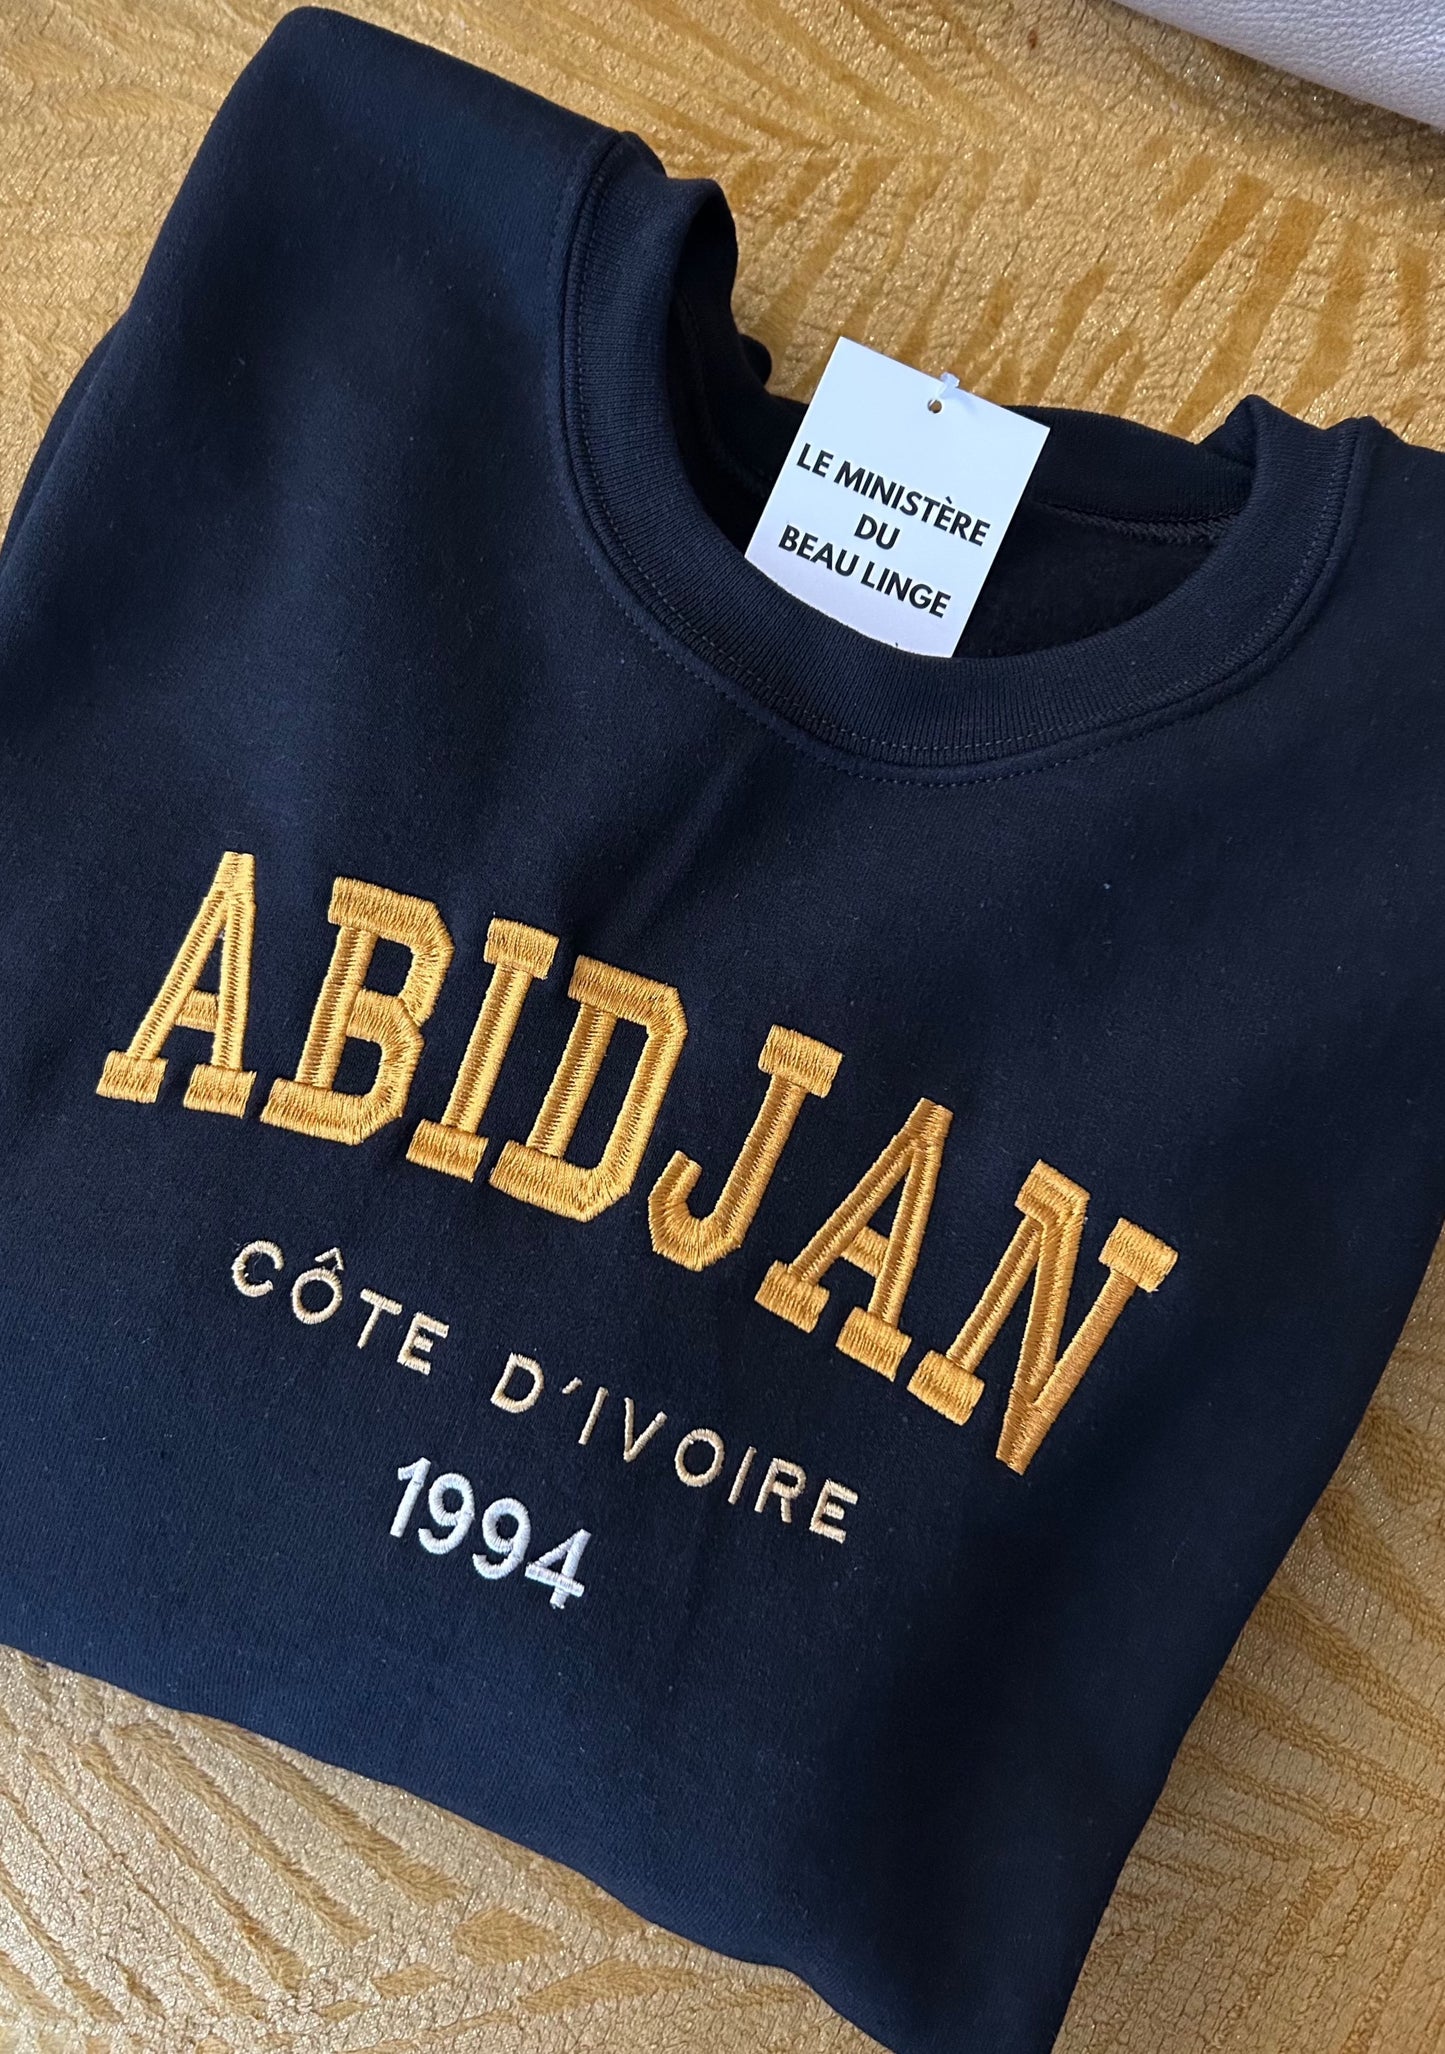 LE MINISTÈRE
DU
BEAU LINGE
ABIDJAN
CÔTE D'IVOIRE
1994